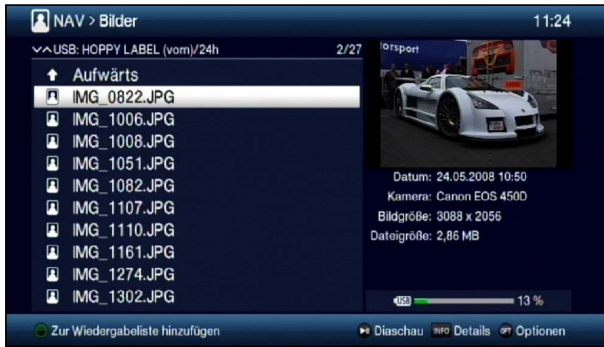 NAV > Bilder
11:24
USB: HOPPY LABEL (vorn)/24h
2/27
Aufwärts
IMG_0822.JPG
IMG_1006.JPG
IMG_1008.JPG
IMG_1051.JPG
IMG_1082.JPG
IMG_1107.JPG
IMG_1110.JPG
IMG_1161.JPG
IMG_1274.JPG
IMG_1302.JPG
torsport
Datum: 24.05.2008 10:50
Kamera: Canon EOS 450D
Bildgröße: 3088 x 2056
Dateigröße: 2,86 MB
USB 13 %
Zur Wiedergabeliste hinzufügen
Diaschau INFO Details OPT Optionen